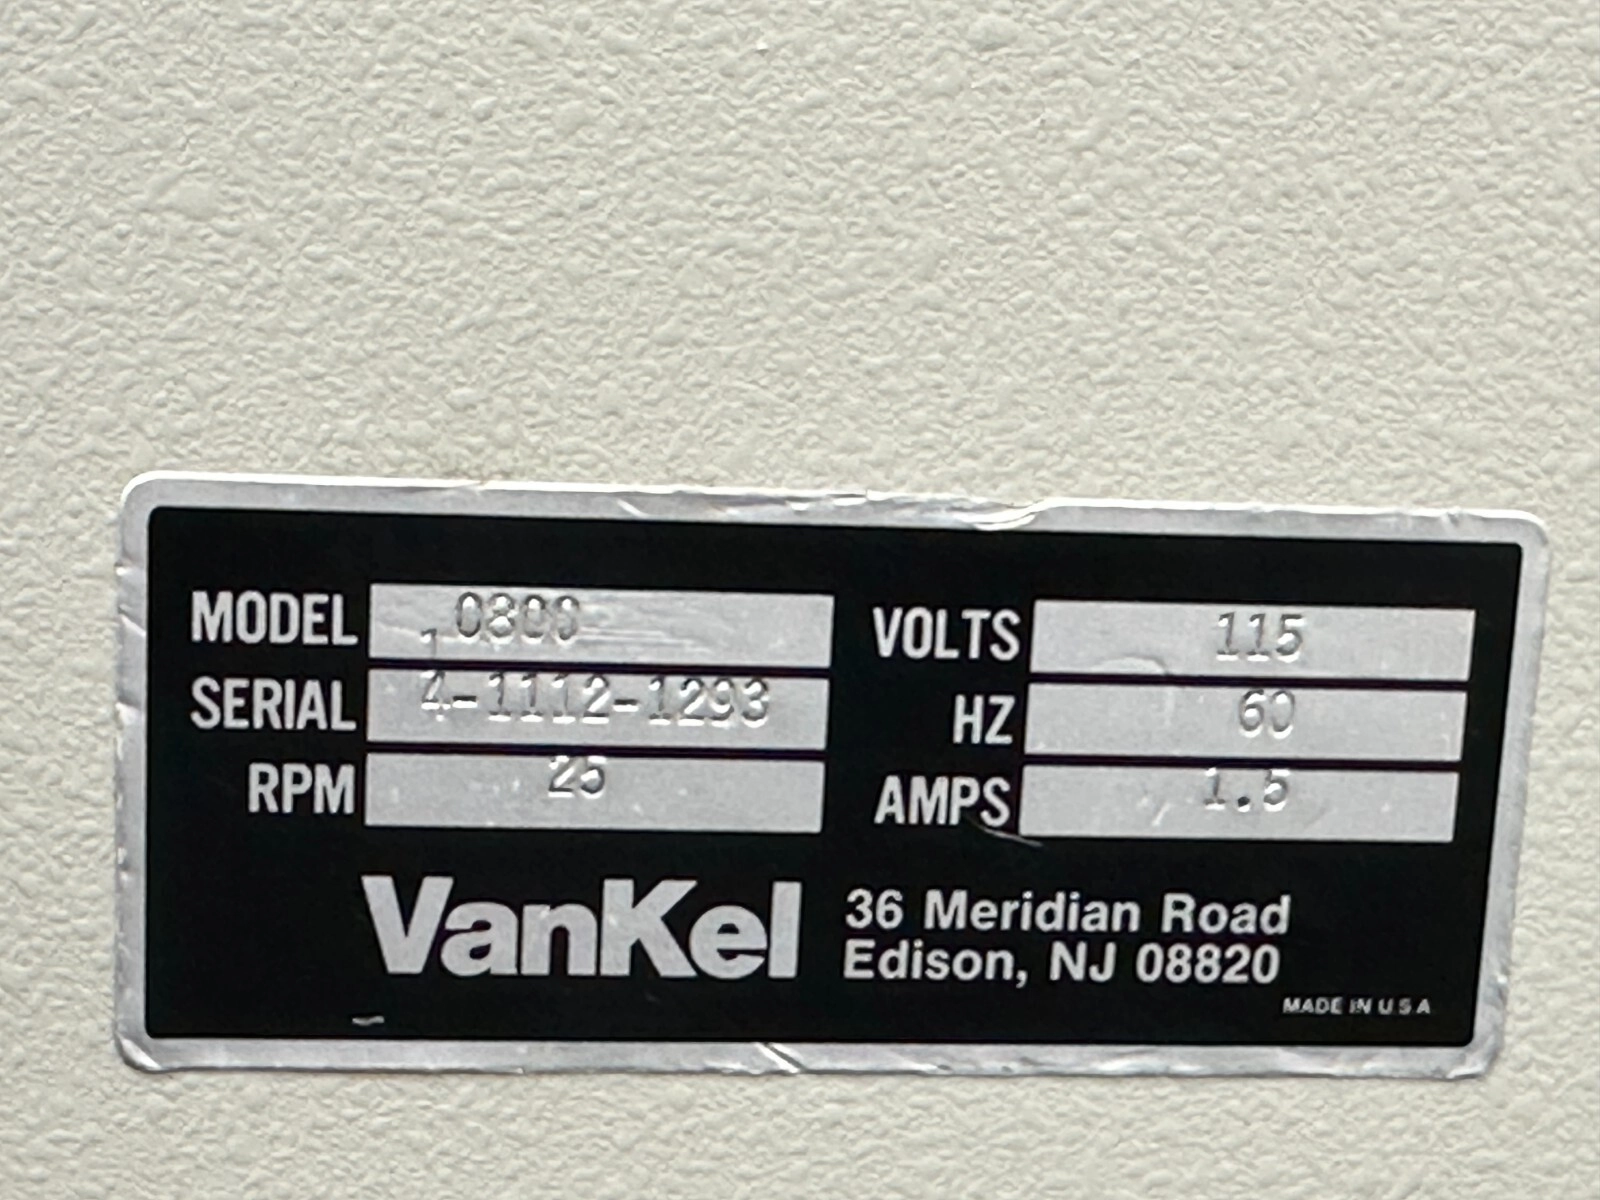 MODEL 0300
SERIAL 4-1112-1293
RPM 25
VOLTS 115
HZ 60
AMPS 1.5
VanKel
36 Meridian Road
Edison, NJ 08820
MADE IN U S A